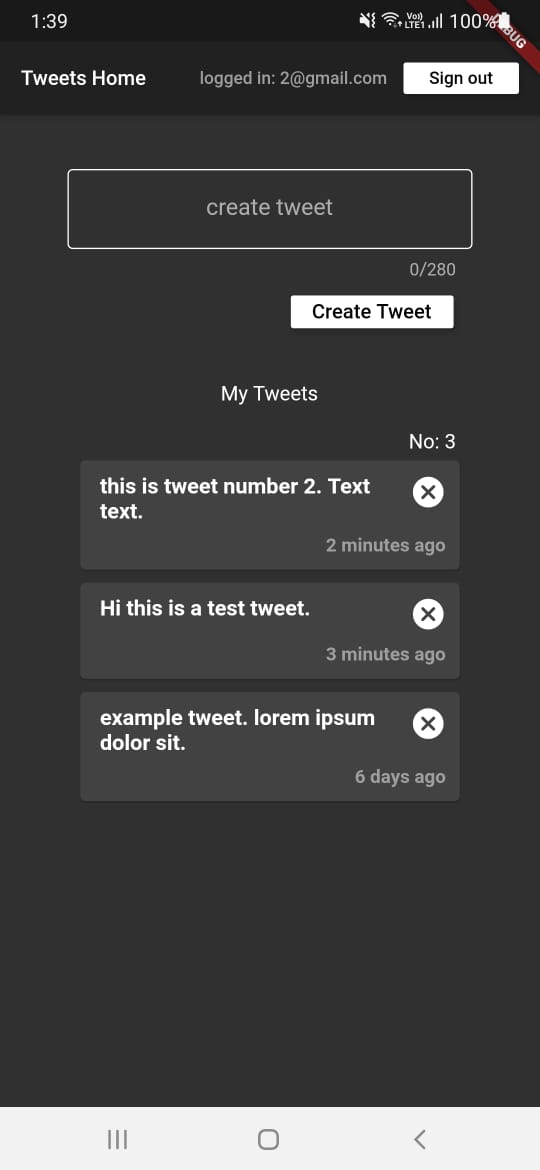 1:39
Vo))
LTE1
100%
Tweets Home
logged in: 2@gmail.com
Sign out
create tweet
0/280
Create Tweet
My Tweets
No: 3
this is tweet number 2. Text
text.
2 minutes ago
Hi this is a test tweet.
3 minutes ago
example tweet. lorem ipsum
dolor sit.
6 days ago